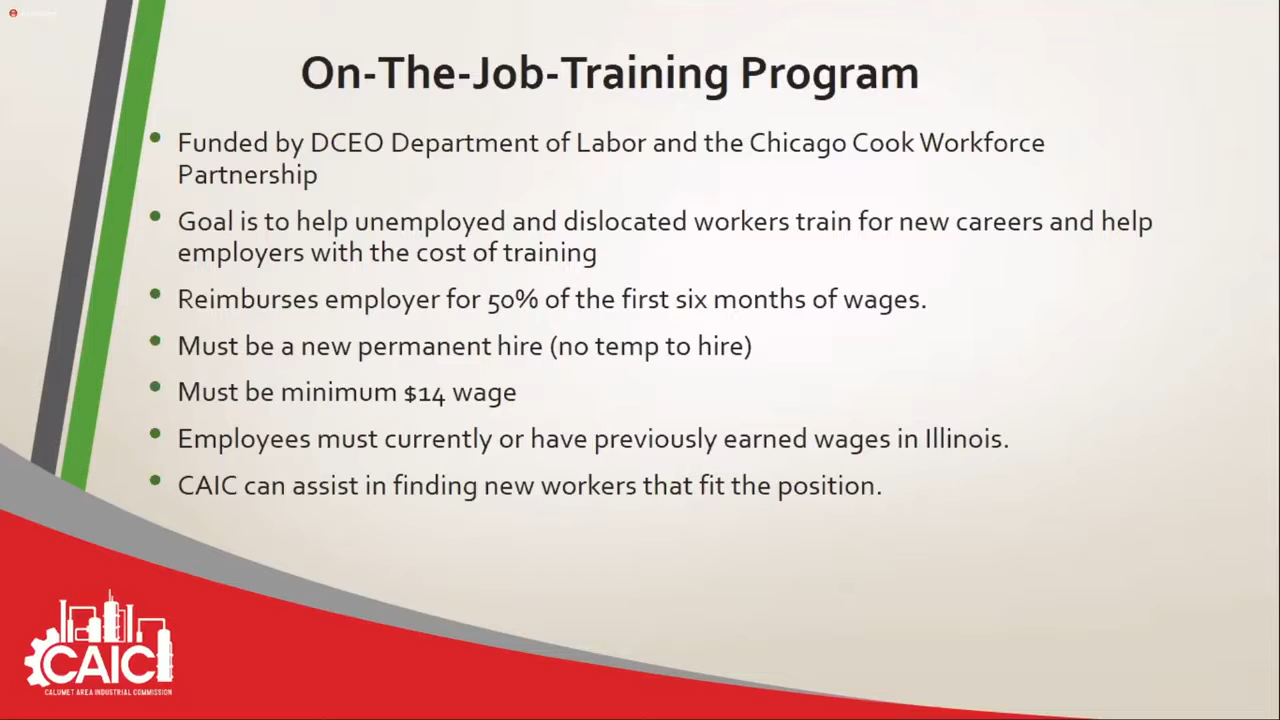 On-The-Job-Training Program
• Funded by DCEO Department of Labor and the Chicago Cook Workforce
Partnership
• Goal is to help unemployed and dislocated workers train for new careers and help
employers with the cost of training
• Reimburses employer for 50% of the first six months of wages.
• Must be a new permanent hire (no temp to hire)
• Must be minimum $14 wage
• Employees must currently or have previously earned wages in Illinois.
• CAIC can assist in finding new workers that fit the position.
CAIC
CALUMET AREA INDUSTRIAL COMMISSION